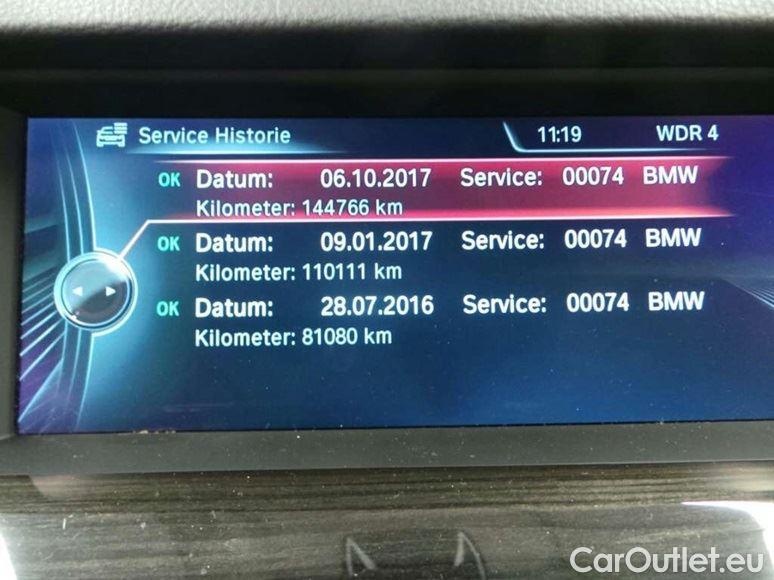 Service Historie 11:19 WDR 4
OK Datum: 06.10.2017 Service: 00074 BMW
Kilometer: 144766 km
OK Datum: 09.01.2017 Service: 00074 BMW
Kilometer: 110111 km
OK Datum: 28.07.2016 Service: 00074 BMW
Kilometer: 81080 km
CarOutlet.eu